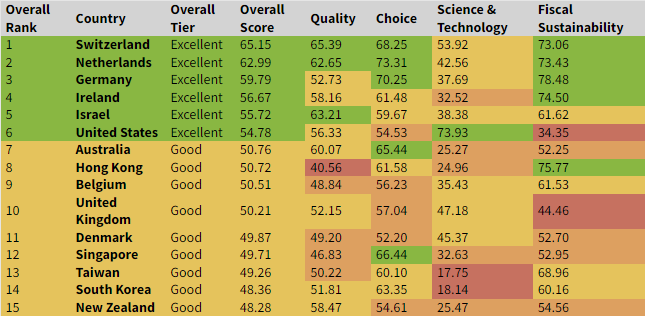 Overall Rank Country Overall Tier Overall Score Quality Choice Science & Technology Fiscal Sustainability
1 Switzerland Excellent 65.15 65.39 68.25 53.92 73.06
2 Netherlands Excellent 62.99 62.65 73.31 42.56 73.43
3 Germany Excellent 59.79 52.73 70.25 37.69 78.48
4 Ireland Excellent 56.67 58.16 61.48 32.52 74.50
5 Israel Excellent 55.72 63.21 59.67 38.38 61.62
6 United States Excellent 54.78 56.33 54.53 73.93 34.35
7 Australia Good 50.76 60.07 65.44 25.27 52.25
8 Hong Kong Good 50.72 40.56 61.58 24.96 75.77
9 Belgium Good 50.51 48.84 56.23 35.43 61.53
10 United Kingdom Good 50.21 52.15 57.04 47.18 44.46
11 Denmark Good 49.87 49.20 52.20 45.37 52.70
12 Singapore Good 49.71 46.83 66.44 32.63 52.95
13 Taiwan Good 49.26 50.22 60.10 17.75 68.96
14 South Korea Good 48.36 51.81 63.35 18.14 60.16
15 New Zealand Good 48.28 58.47 54.61 25.47 54.56